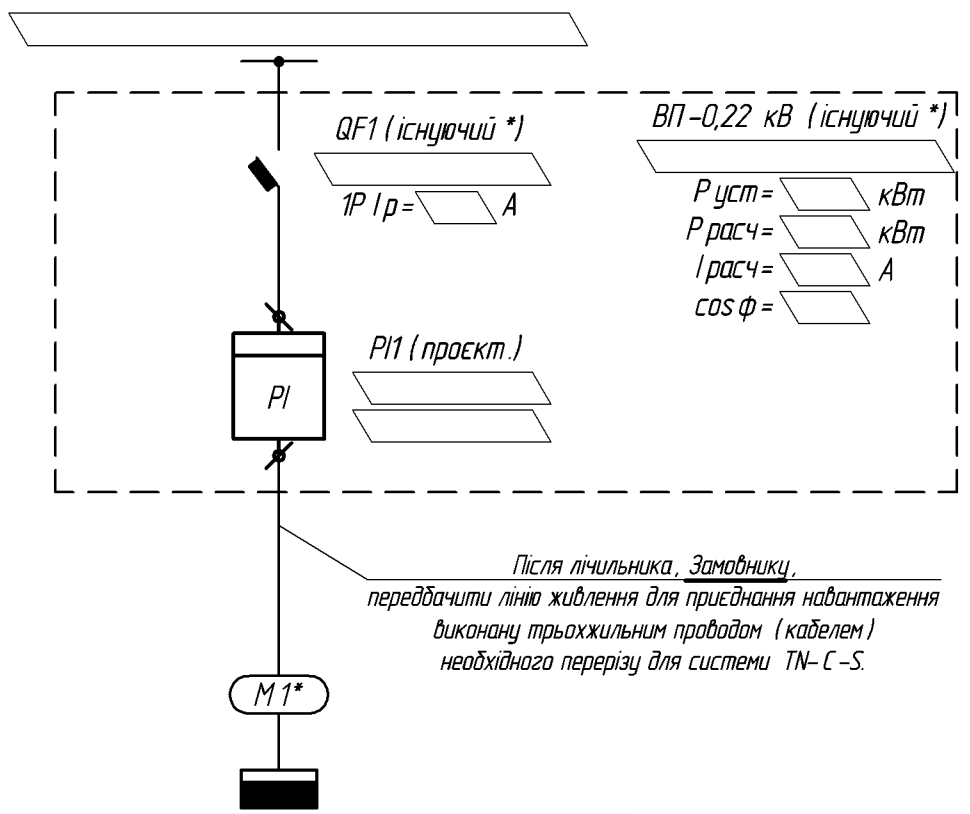 QF1 (існуючий *)
1P Iр= А
ВП-0,22 кВ (існуючий *)
P уст= кВт
P расч= кВт
I расч= А
cos φ=
PI1 (проєкт.)
PI
Після лічильника, Замовнику,
передбачити лінію живлення для приєднання навантаження
виконану трьохжильним проводом (кабелем)
необхідного перерізу для системи TN-C-S.
М1*